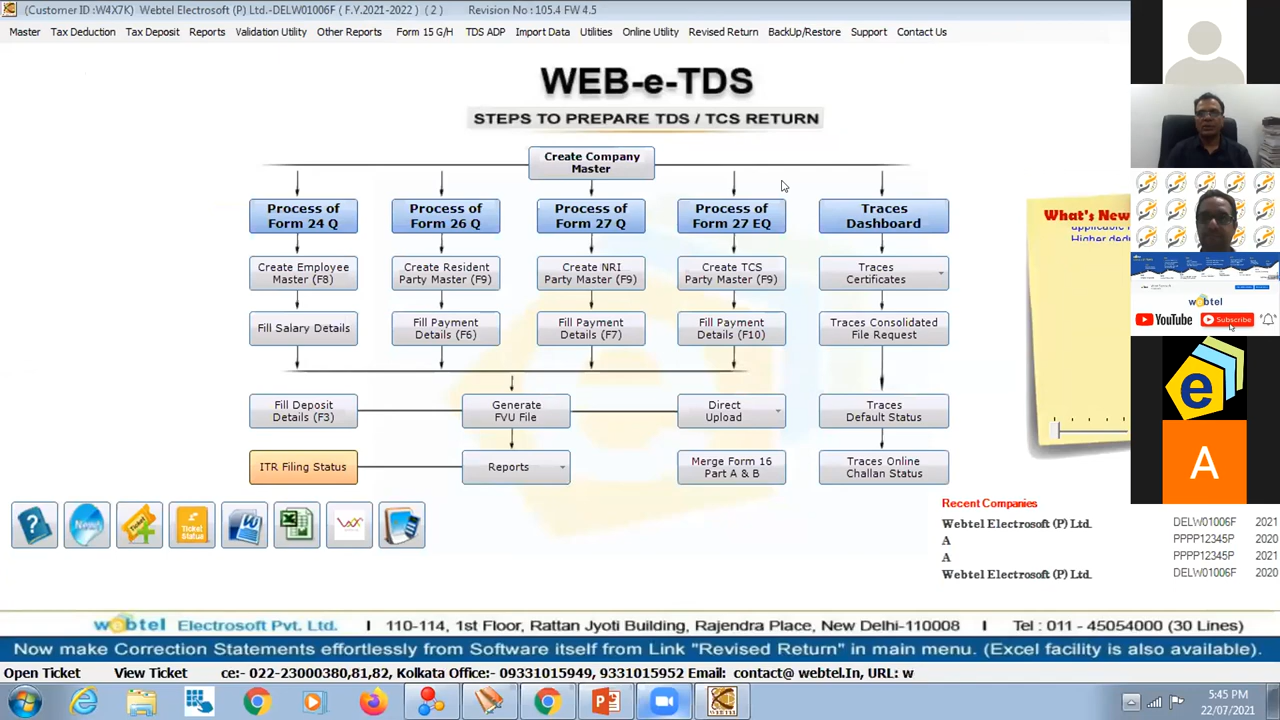 (Customer ID :W4X7K) Webtel Electrosoft (P) Ltd.-DELW01006F ( F.Y.2021-2022 ) ( 2 ) Revision No : 105.4 FW 4.5
Master Tax Deduction Tax Deposit Reports Validation Utility Other Reports Form 15 G/H TDS ADP Import Data Utilities Online Utility Revised Return BackUp/Restore Support Contact Us
WEB-e-TDS
STEPS TO PREPARE TDS / TCS RETURN
Create Company
Master
Process of
Form 24 Q
Process of
Form 26 Q
Process of
Form 27 Q
Process of
Form 27 EQ
Traces
Dashboard
Create Employee
Master (F8)
Create Resident
Party Master (F9)
Create NRI
Party Master (F9)
Create TCS
Party Master (F9)
Traces
Certificates
Fill Salary Details
Fill Payment
Details (F6)
Fill Payment
Details (F7)
Fill Payment
Details (F10)
Traces Consolidated
File Request
Fill Deposit
Details (F3)
Generate
FVU File
Direct
Upload
Traces
Default Status
ITR Filing Status
Reports
Merge Form 16
Part A & B
Traces Online
Challan Status
What's New
Higher
webtel
YouTube Subscribe
e
A
News
Ticket
Ticket
Status
Recent Companies
Webtel Electrosoft (P) Ltd. DELW01006F 2021
A PPPP12345P 2020
A PPPP12345P 2021
Webtel Electrosoft (P) Ltd. DELW01006F 2020
webtel Electrosoft Pvt. Ltd. I 110-114, 1st Floor, Rattan Jyoti Building, Rajendra Place, New Delhi-110008 I Tel : 011 - 45054000 (30 Lines)
Now make Correction Statements effortlessly from Software itself from Link "Revised Return" in main menu. (Excel facility is also available).
Open Ticket View Ticket ce:- 022-23000380,81,82, Kolkata Office:- 09331015949, 9331015952 Email: contact@ webtel.In, URL: w
5:45 PM
22/07/2021